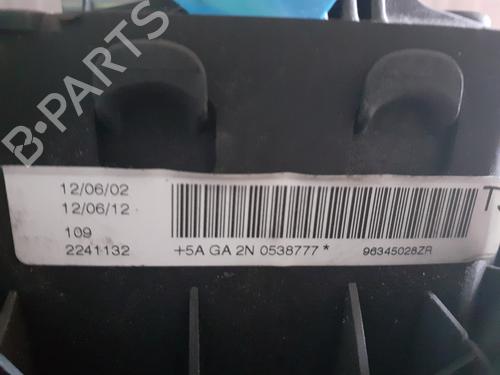 B-PARTS
12/06/02
12/06/12
109
2241132
+5A GA 2N 0538777*
96345028ZR